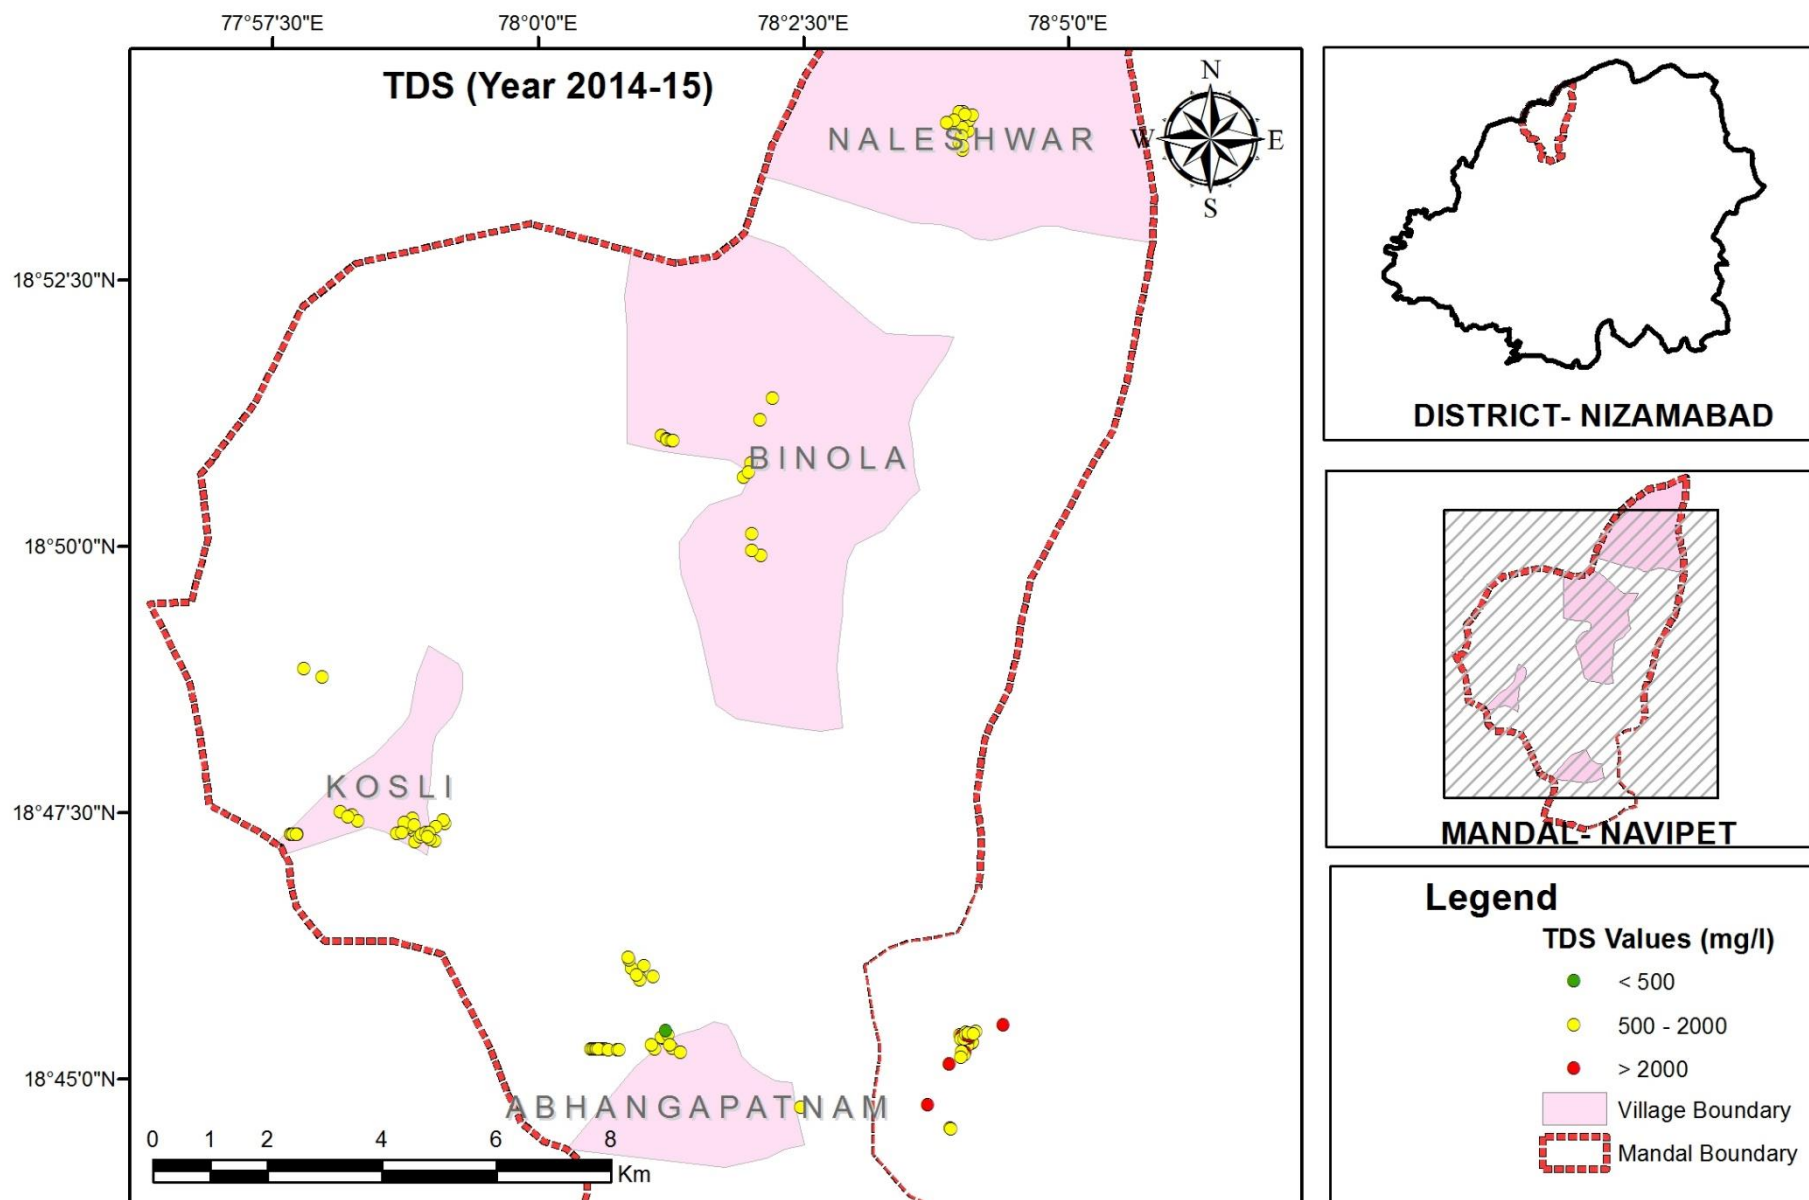 77°57'30"E 78°0'0"E 78°2'30"E 78°5'0"E
TDS (Year 2014-15)
N
W E
S
NALESHWAR
18°52'30"N
BINOLA
18°50'0"N
KOSLI
18°47'30"N
18°45'0"N
ABHANGAPATNAM
0 1 2 4 6 8
Km
DISTRICT- NIZAMABAD
MANDAL- NAVIPET
Legend
TDS Values (mg/l)
< 500
500 - 2000
> 2000
Village Boundary
Mandal Boundary